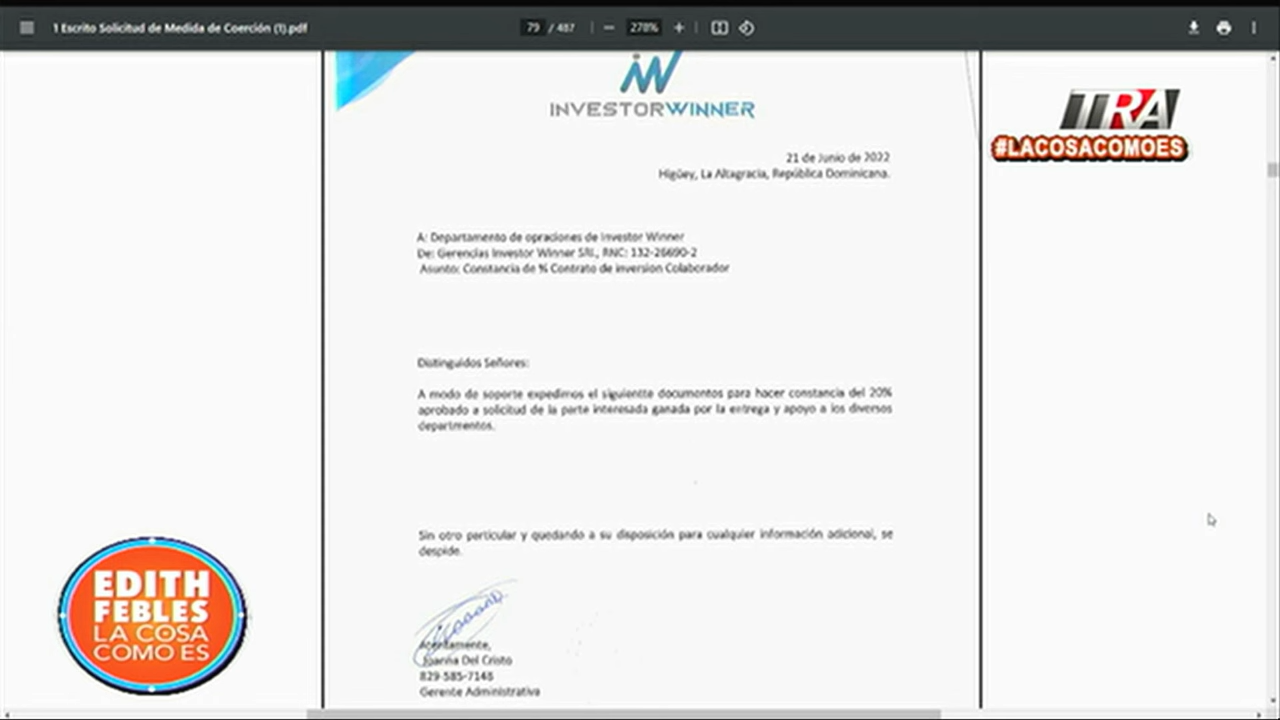 1 Escrito Solicitud de Medida de Coerción (1).pdf
79 / 487
278%
INVESTORWINNER
TRA
#LACOSACOMOES
21 de Junio de 2022
Higüey, La Altagracia, República Dominicana.
A: Departamento de opraciones de Investor Winner
De: Gerencias Investor Winner SRL, RNC: 132-26690-2
Asunto: Constancia de % Contrato de inversion Colaborador
Distinguidos Señores:
A modo de soporte expedimos el siguientte documentos para hacer constancia del 20%
aprobado a solicitud de la parte interesada ganada por la entrega y apoyo a los diversos
departmentos.
Sin otro particular y quedando a su disposición para cualquier información adicional, se
despide.
Atentamente,
Joanna Del Cristo
829-585-7148
Gerente Administrativa
EDITH
FEBLES
LA COSA
COMO ES